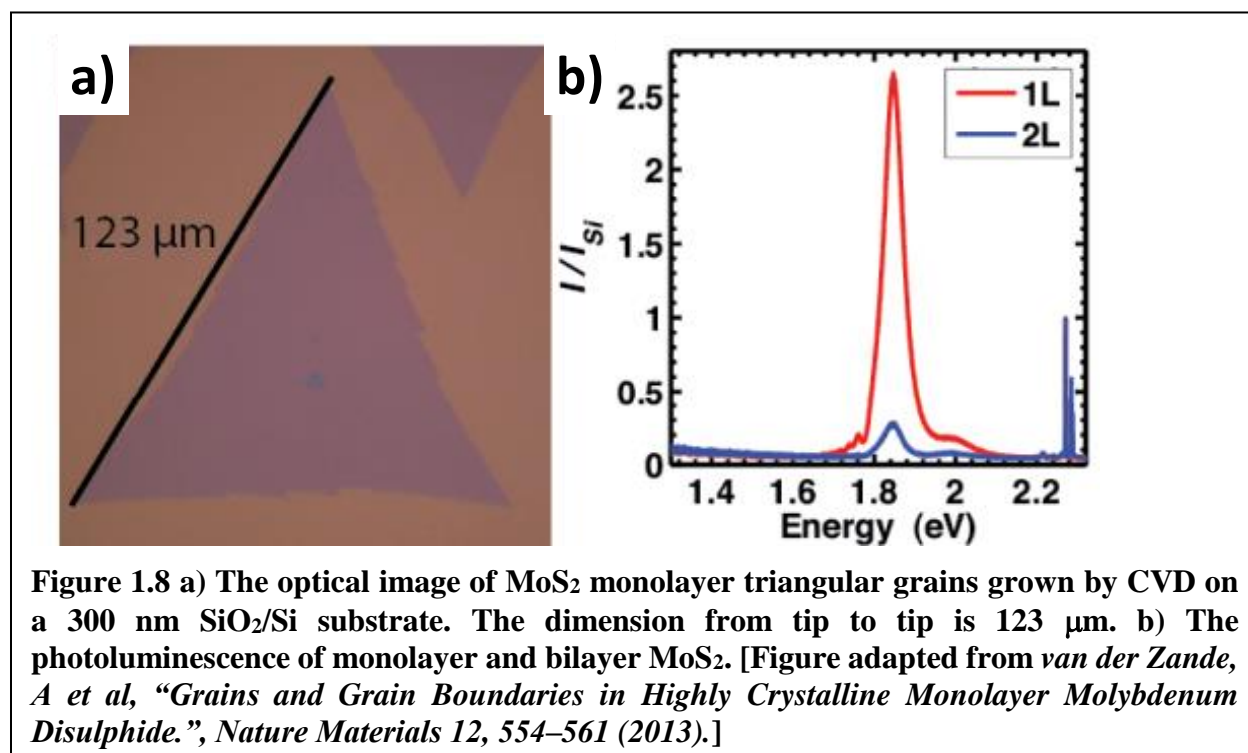 a)
123 μm
b)
I/I_Si
2.5
2
1.5
1
0.5
0
1L
2L
1.4 1.6 1.8 2 2.2
Energy (eV)
Figure 1.8 a) The optical image of MoS₂ monolayer triangular grains grown by CVD on
a 300 nm SiO₂/Si substrate. The dimension from tip to tip is 123 μm. b) The
photoluminescence of monolayer and bilayer MoS₂. [Figure adapted from van der Zande,
A et al, “Grains and Grain Boundaries in Highly Crystalline Monolayer Molybdenum
Disulphide.”, Nature Materials 12, 554–561 (2013).]